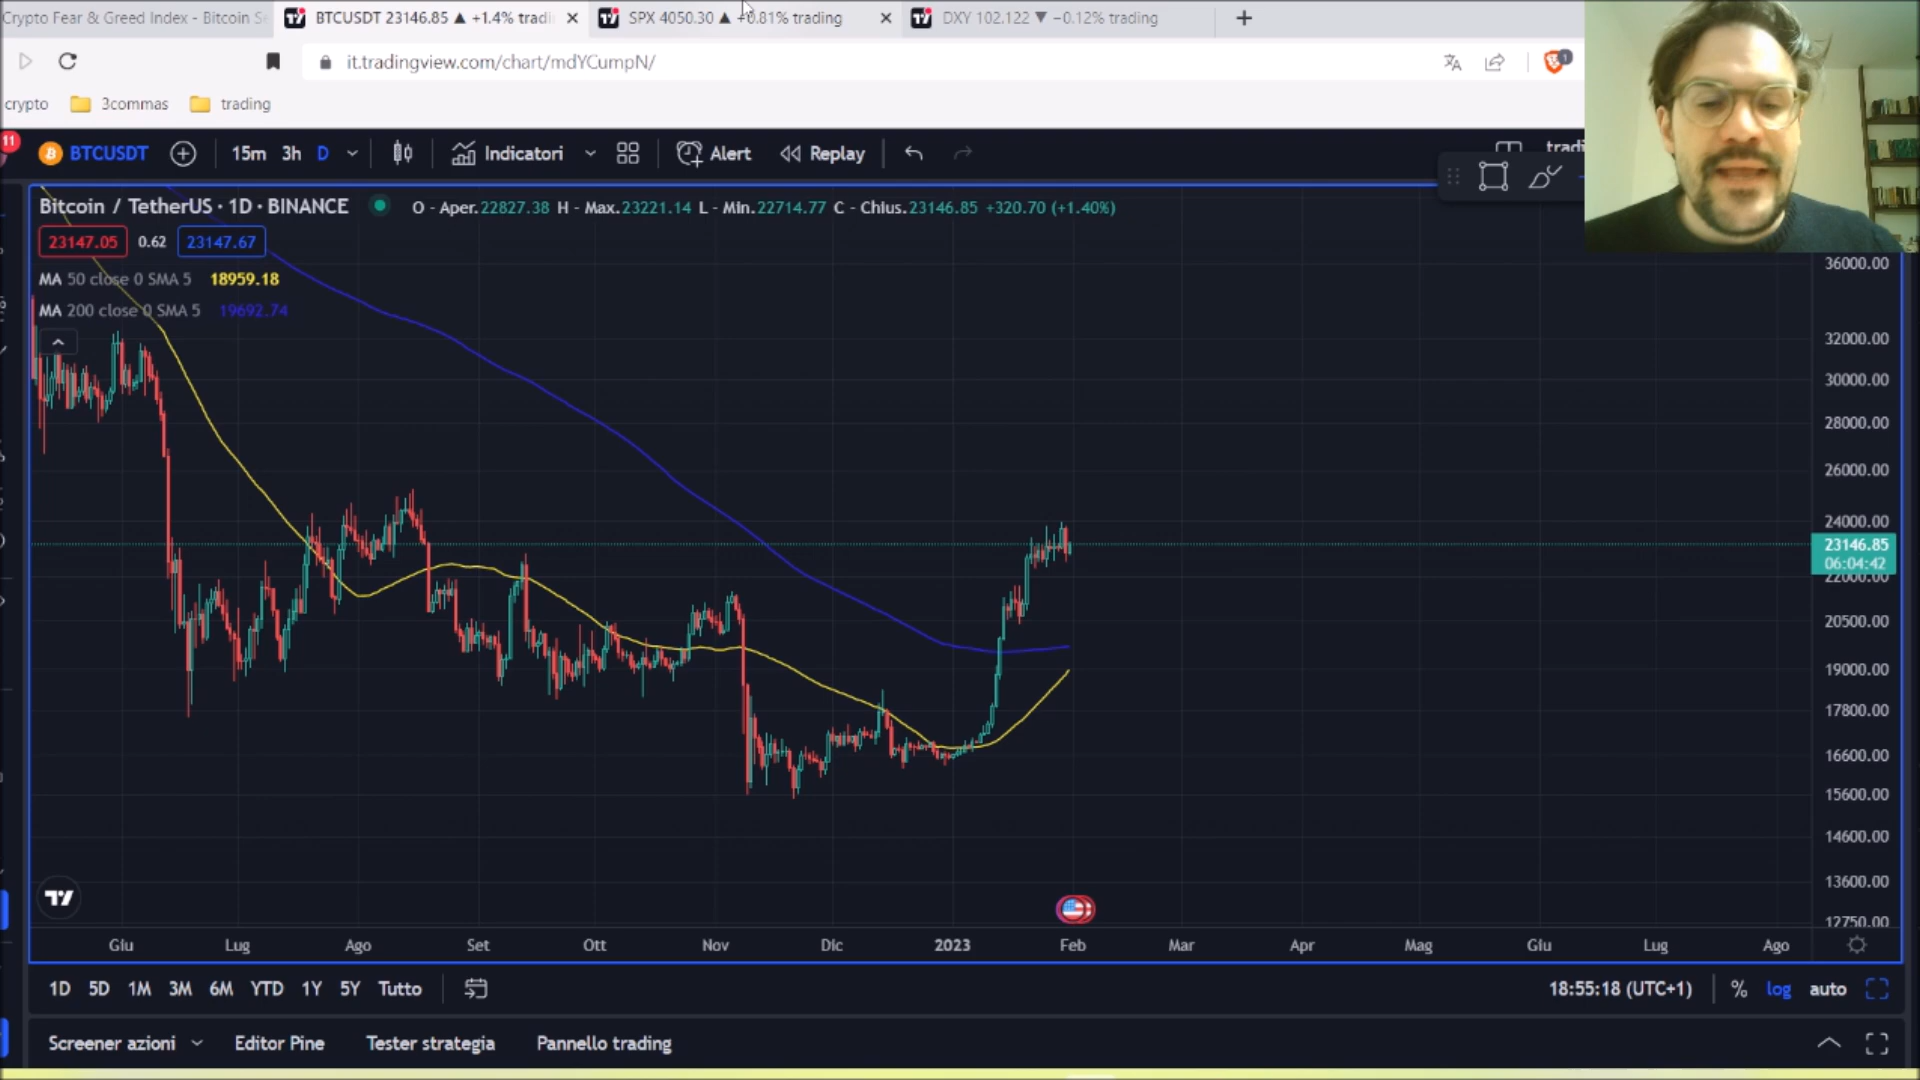 Crypto Fear & Greed Index - Bitcoin Se
BTCUSDT 23146.85 ▲ +1.4% tradi
SPX 4050.30 ▲ +0.81% trading
DXY 102.122 ▼ −0.12% trading
it.tradingview.com/chart/mdYCumpN/
1
crypto
3commas
trading
11
BTCUSDT
15m 3h D
Indicatori
Alert
Replay
tradi
Bitcoin / TetherUS · 1D · BINANCE
O - Aper.22827.38 H - Max.23221.14 L - Min.22714.77 C - Chius.23146.85 +320.70 (+1.40%)
23147.05 0.62 23147.67
MA 50 close 0 SMA 5 18959.18
MA 200 close 0 SMA 5 19692.74
36000.00
32000.00
30000.00
28000.00
26000.00
24000.00
23146.85
06:04:42
22000.00
20500.00
19000.00
17800.00
16600.00
15600.00
14600.00
13600.00
12750.00
Giu Lug Ago Set Ott Nov Dic 2023 Feb Mar Apr Mag Giu Lug Ago
1D 5D 1M 3M 6M YTD 1Y 5Y Tutto
18:55:18 (UTC+1) % log auto
Screener azioni Editor Pine Tester strategia Pannello trading